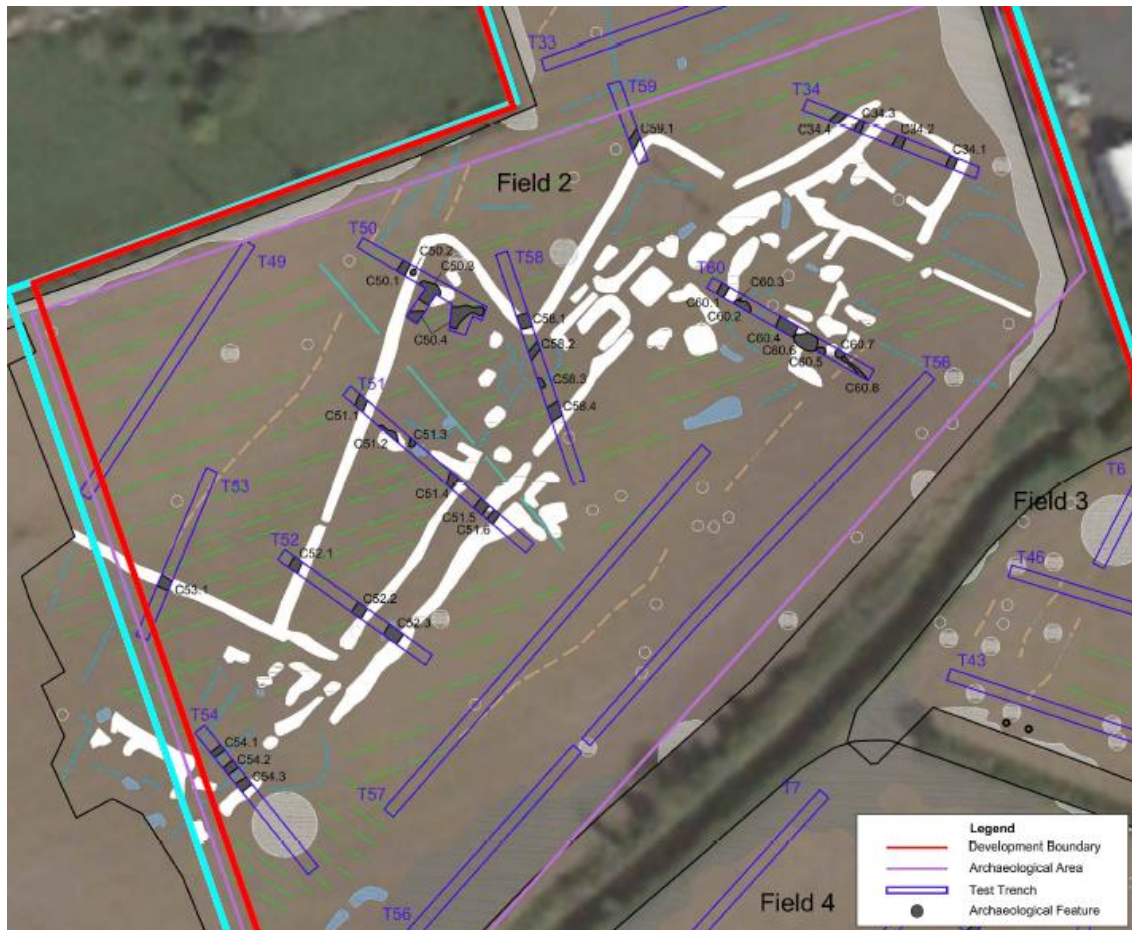 T33
T59
T34
C34.3
C34.2
C34.4
C34.1
C59.1
Field 2
T50
C50.2
C50.3
C50.1
C50.4
T49
T58
C58.1
C58.2
C58.3
C58.4
T60
C60.3
C60.1
C60.2
C60.4
C60.6
C60.5
C60.7
C60.8
T56
T51
C51.1
C51.2
C51.3
C51.4
C51.5
C51.6
T53
C53.1
T52
C52.1
C52.2
C52.3
Field 3
T6
T46
T43
T54
C54.1
C54.2
C54.3
T57
T7
T56
Field 4
Legend
Development Boundary
Archaeological Area
Test Trench
Archaeological Feature